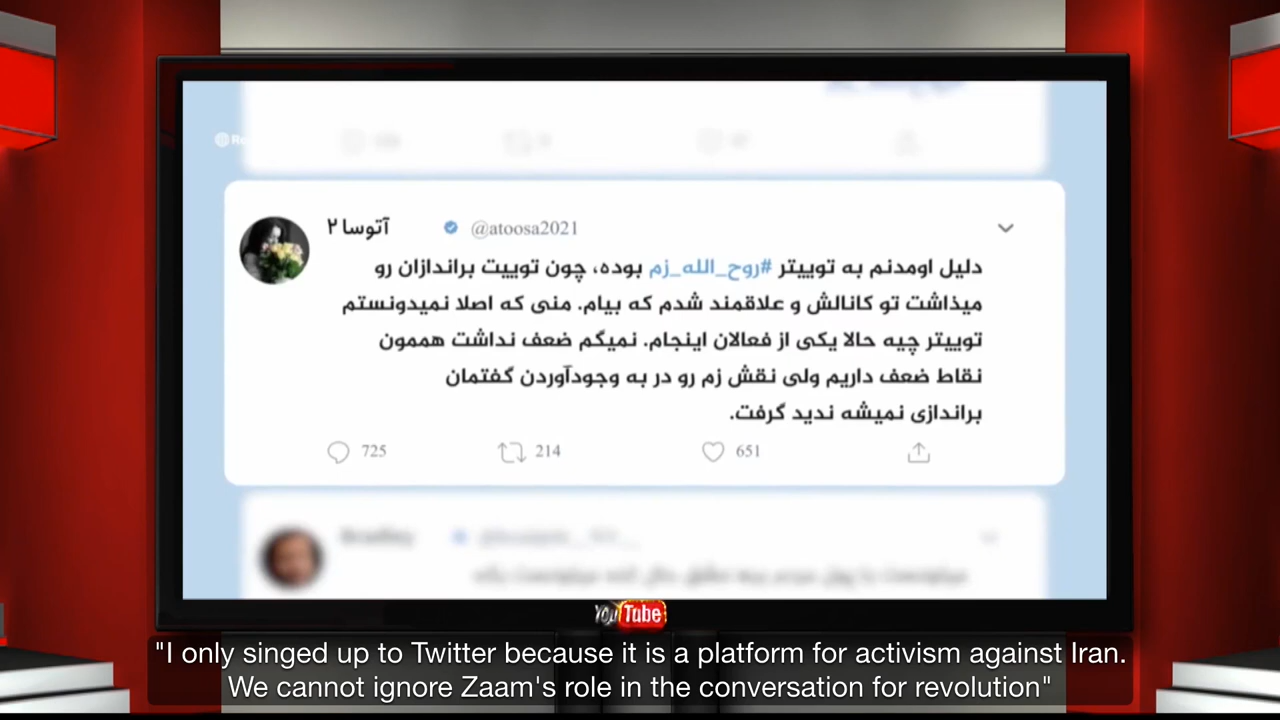 آتوسا ۲ @atoosa2021
دلیل اومدنم به توییتر #روح_الله_زم بوده، چون توییت براندازان رو
میذاشت تو کانالش و علاقمند شدم که بیام. منی که اصلا نمیدونستم
توییتر چیه حالا یکی از فعالان اینجام. نمیگم ضعف نداشت هممون
نقاط ضعف داریم ولی نقش زم رو در به وجودآوردن گفتمان
براندازی نمیشه ندید گرفت.
725 214 651
YouTube
"I only singed up to Twitter because it is a platform for activism against Iran.
We cannot ignore Zaam's role in the conversation for revolution"